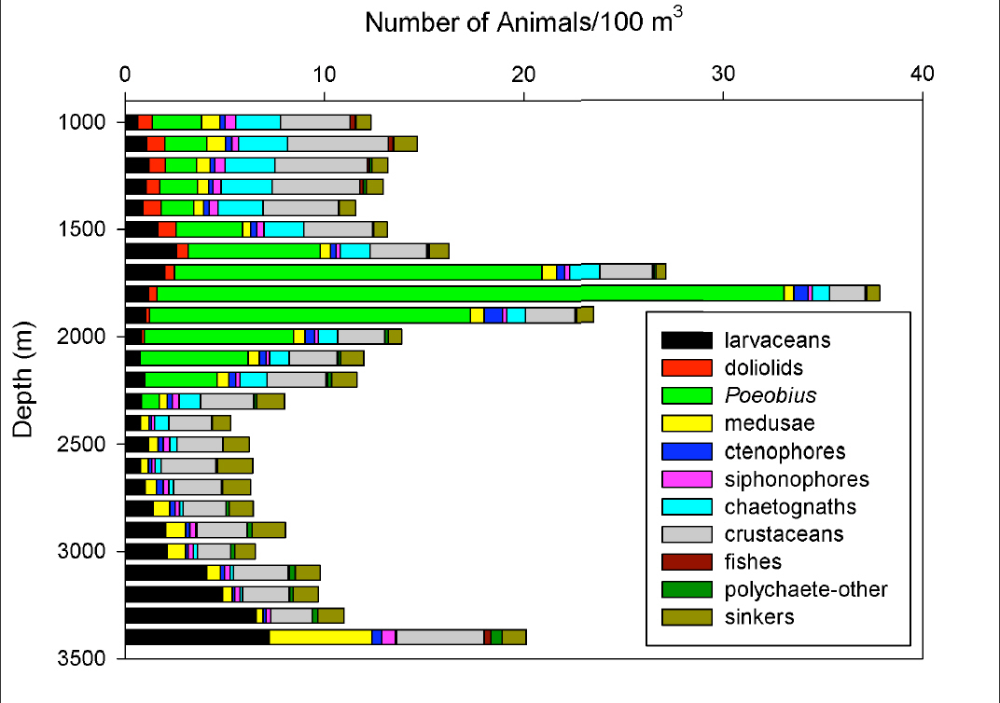 Number of Animals/100 m³
0 10 20 30 40
Depth (m)
1000
1500
2000
2500
3000
3500
larvaceans
doliolids
Poeobius
medusae
ctenophores
siphonophores
chaetognaths
crustaceans
fishes
polychaete-other
sinkers